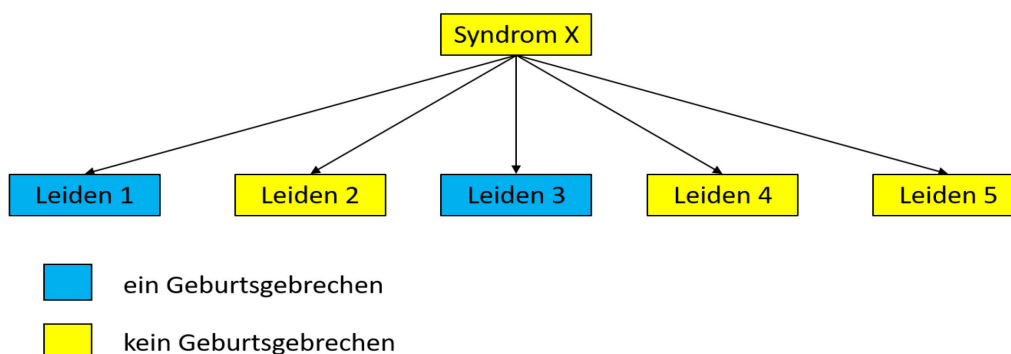 Syndrom X
Leiden 1 Leiden 2 Leiden 3 Leiden 4 Leiden 5
ein Geburtsgebrechen
kein Geburtsgebrechen